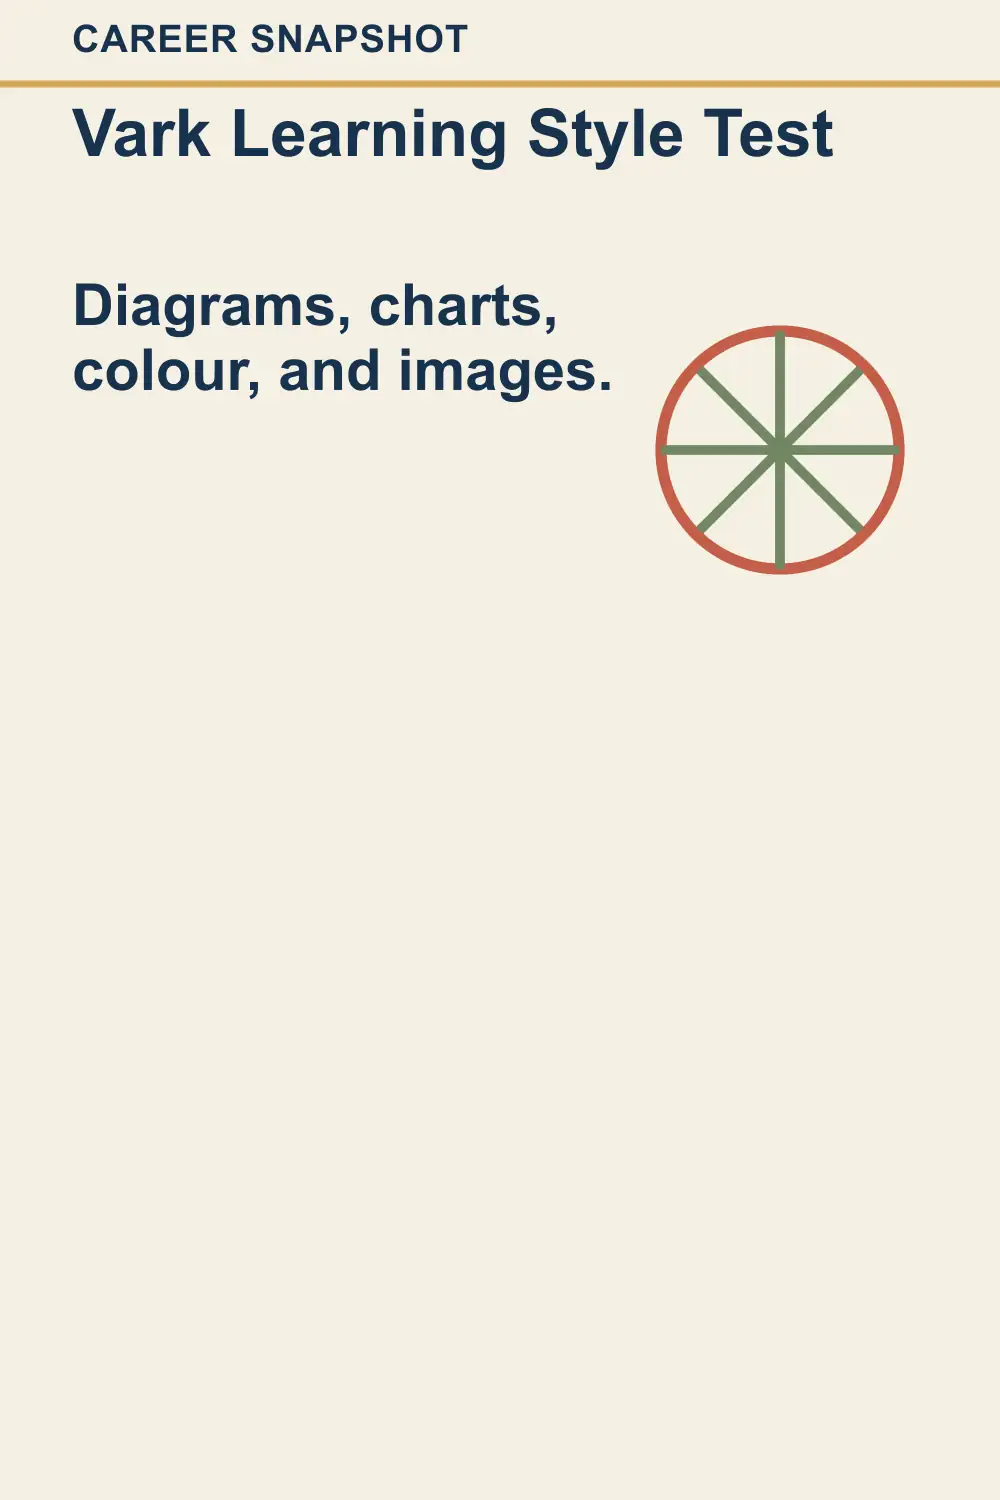 CAREER SNAPSHOT
Vark Learning Style Test
Diagrams, charts,
colour, and images.